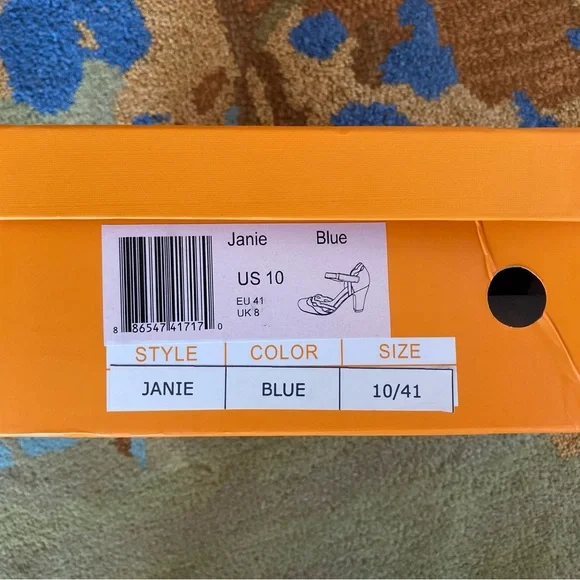 Janie Blue
US 10
EU 41
UK 8
8 86547 41717 0
STYLE COLOR SIZE
JANIE BLUE 10/41